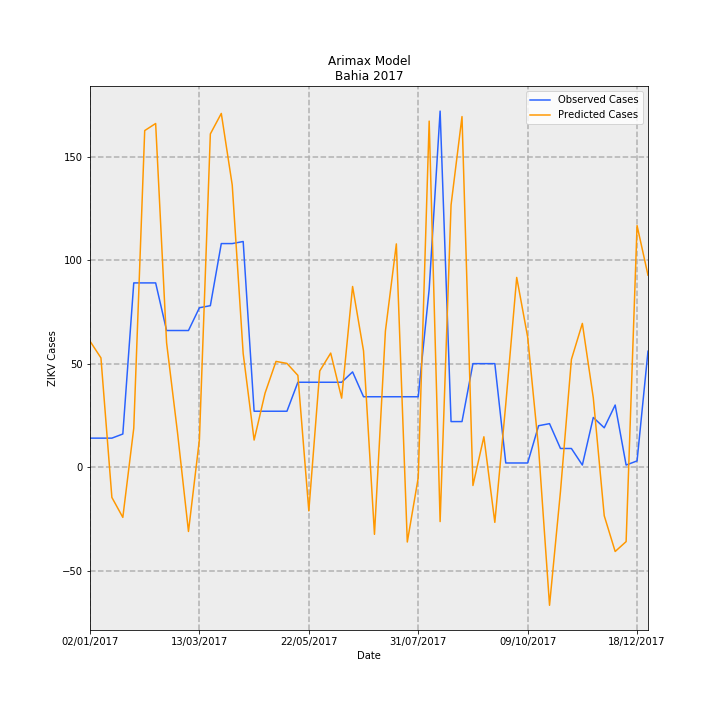 Arimax Model
Bahia 2017
Observed Cases
Predicted Cases
ZIKV Cases
150
100
50
0
−50
02/01/2017
13/03/2017
22/05/2017
31/07/2017
09/10/2017
18/12/2017
Date